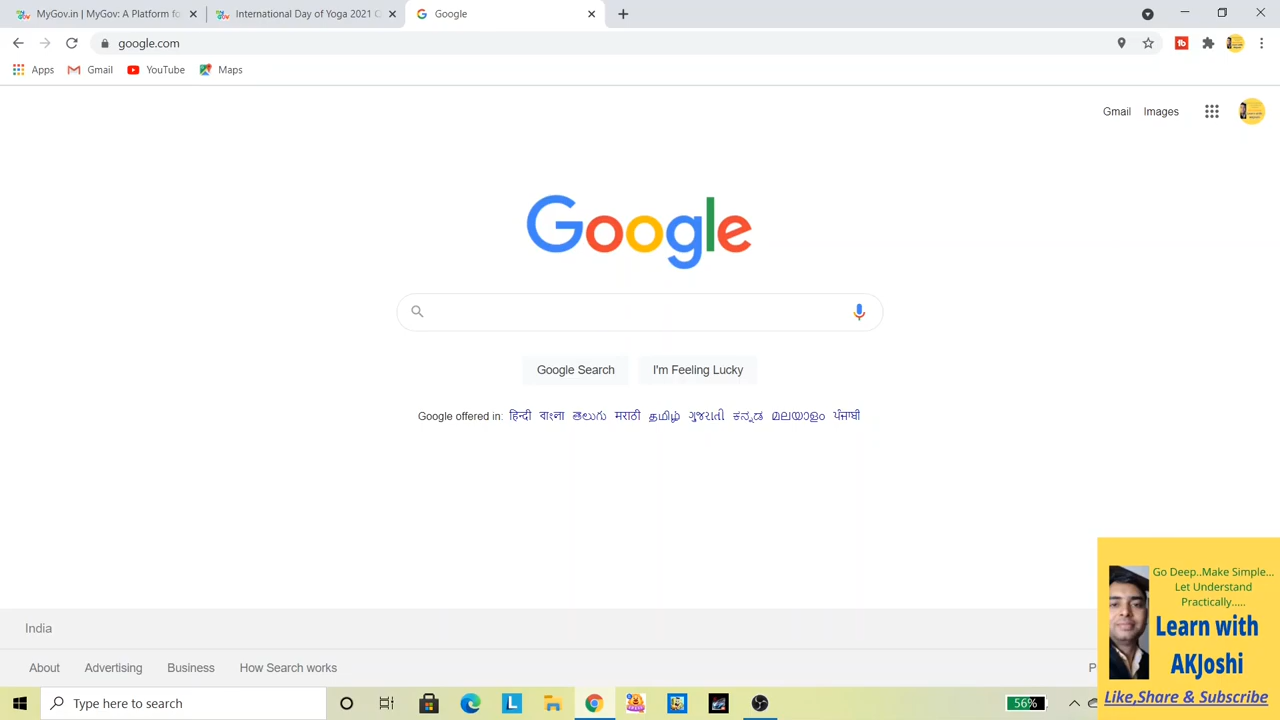 MyGov.in | MyGov: A Platform fo
International Day of Yoga 2021 C
Google
google.com
Apps
Gmail
YouTube
Maps
Gmail
Images
Google
Google Search
I'm Feeling Lucky
Google offered in: हिन्दी বাংলা తెలుగు मराठी தமிழ் ગુજરાતી ಕನ್ನಡ മലയാളം ਪੰਜਾਬੀ
India
About
Advertising
Business
How Search works
P
Go Deep..Make Simple...
Let Understand
Practically.....
Learn with
AKJoshi
Like,Share & Subscribe
Type here to search
56%